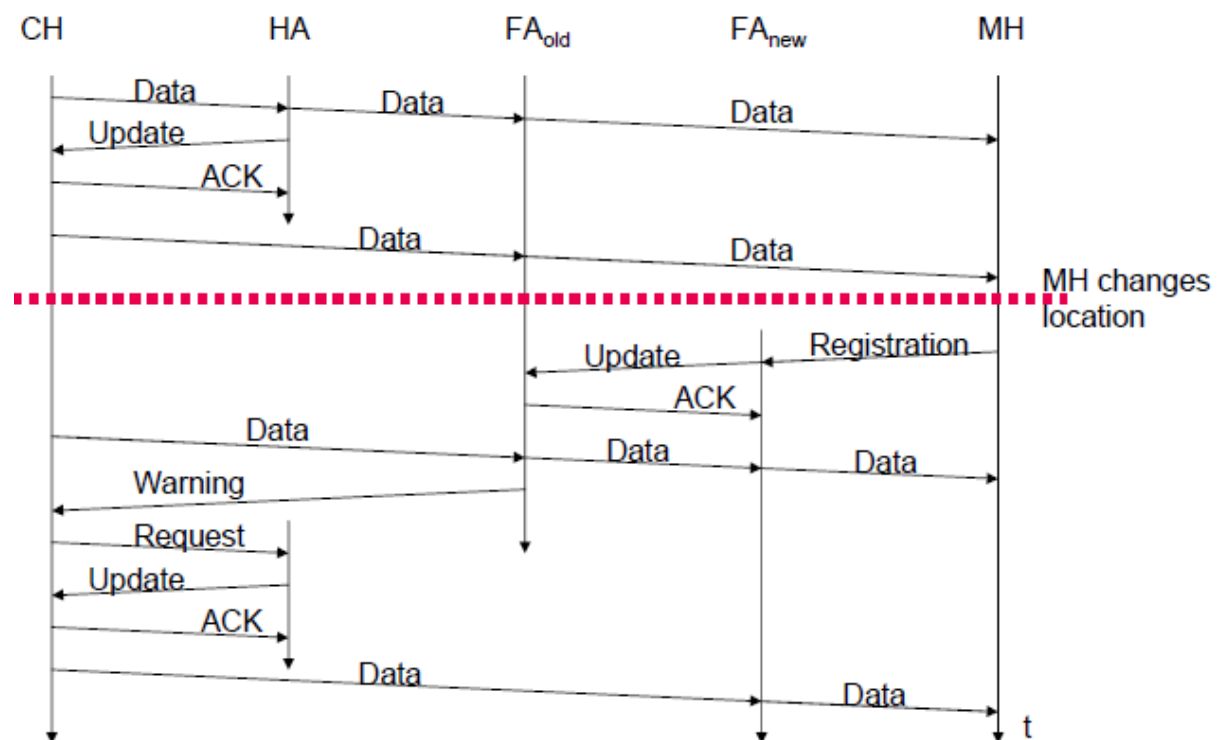 CH HA FAold FAnew MH
Data Data Data
Update
ACK
Data Data
MH changes
location
Registration
Update
ACK
Data Data Data
Warning
Request
Update
ACK
Data Data
t